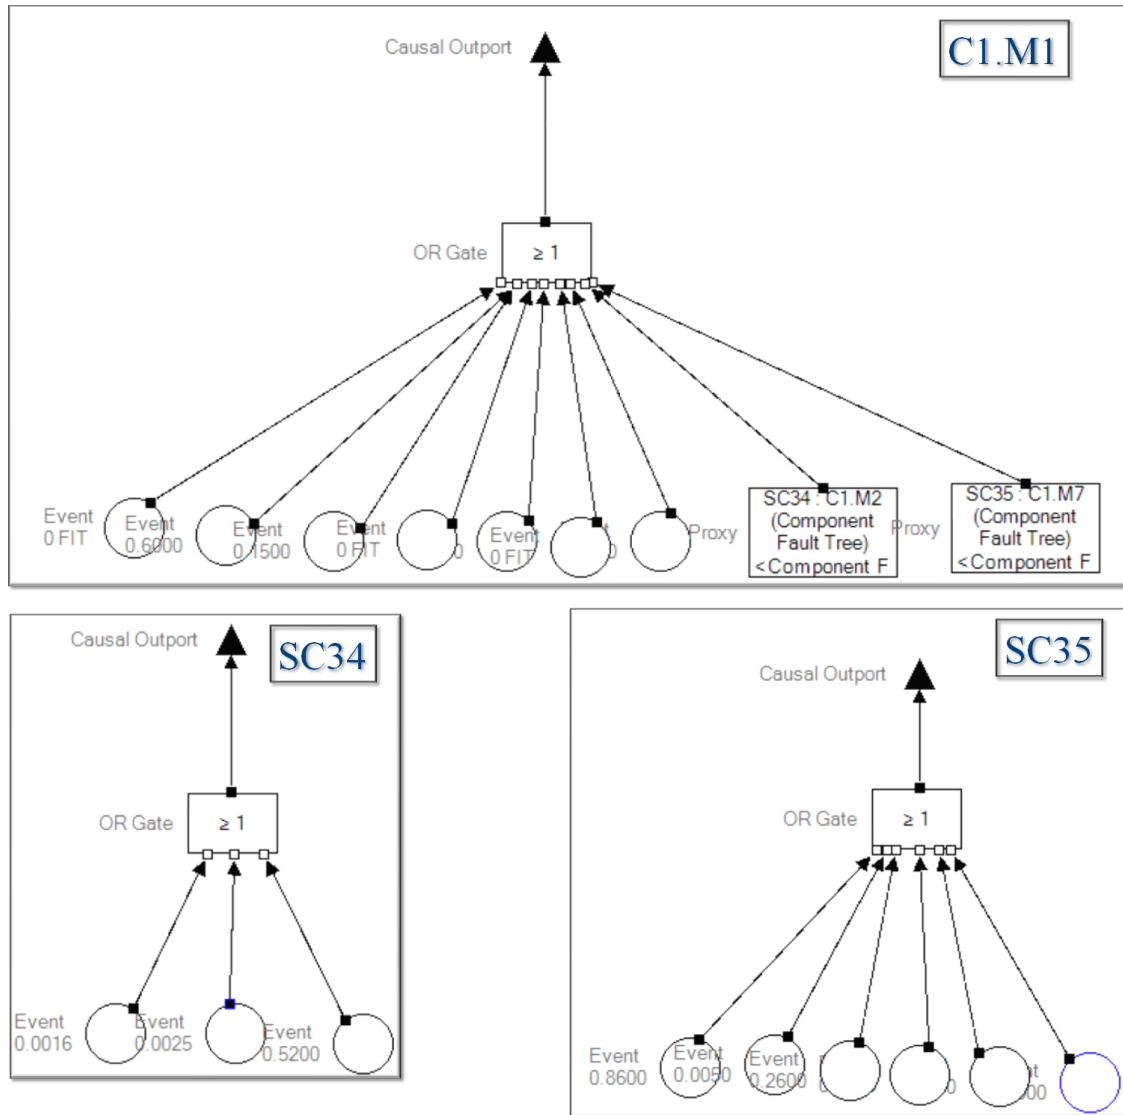 Causal Outport
C1.M1
OR Gate
≥ 1
Event
0 FIT
Event
0.6000
Event
0.1500
Event
0 FIT
0
Event
0 FIT
0
Proxy
SC34 : C1.M2
(Component
Fault Tree)
<Component F
Proxy
SC35 : C1.M7
(Component
Fault Tree)
<Component F
Causal Outport
SC34
OR Gate
≥ 1
Event
0.0016
Event
0.0025
Event
0.5200
Causal Outport
SC35
OR Gate
≥ 1
Event
0.8600
Event
0.0050
Event
0.2600